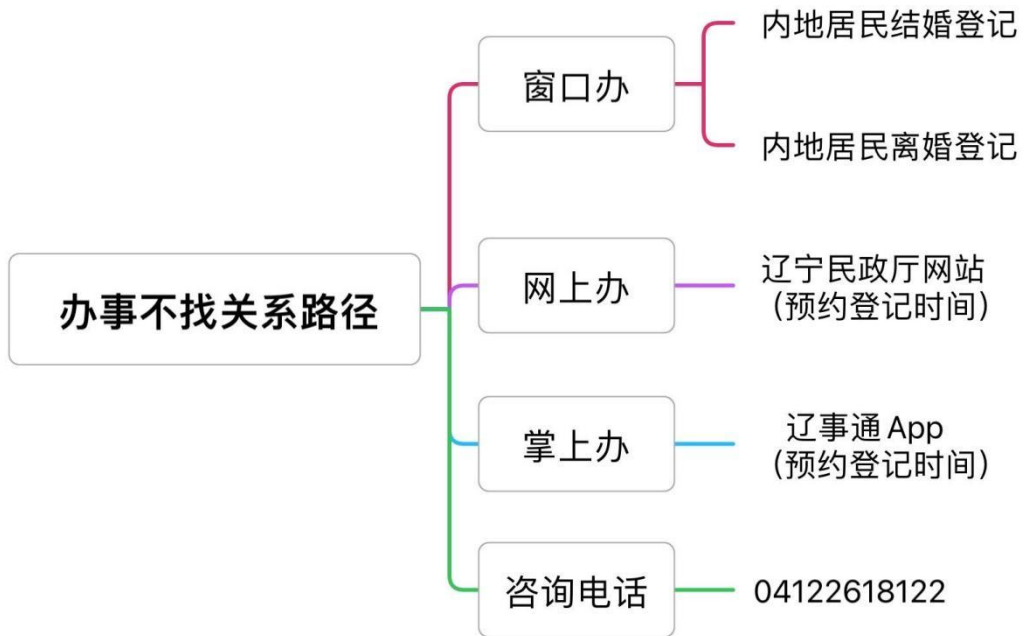 办事不找关系路径
窗口办
内地居民结婚登记
内地居民离婚登记
网上办
辽宁民政厅网站
（预约登记时间）
掌上办
辽事通App
（预约登记时间）
咨询电话
04122618122